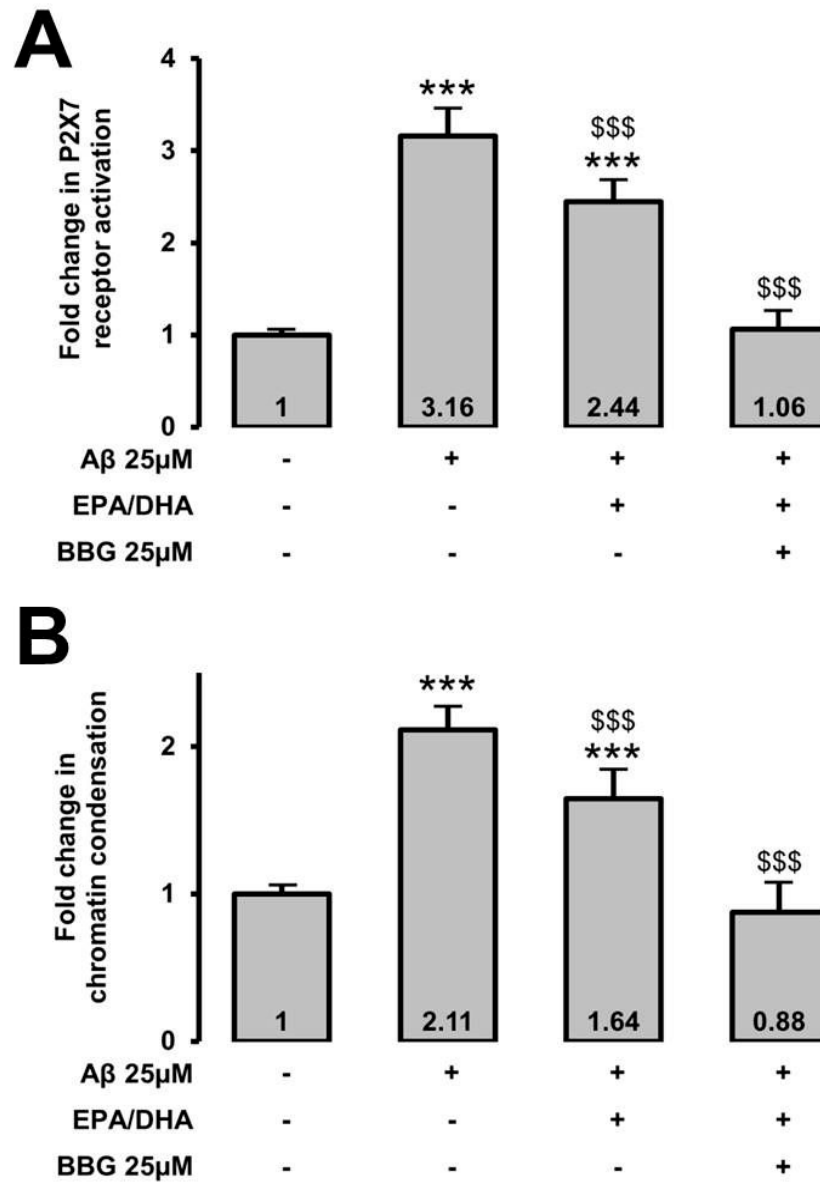 A
Fold change in P2X7
receptor activation
4
3
2
1
0
***
$$$
***
$$$
1 3.16 2.44 1.06
Aβ 25µM - + + +
EPA/DHA - - + +
BBG 25µM - - - +
B
Fold change in
chromatin condensation
2
1
0
***
$$$
***
$$$
1 2.11 1.64 0.88
Aβ 25µM - + + +
EPA/DHA - - + +
BBG 25µM - - - +